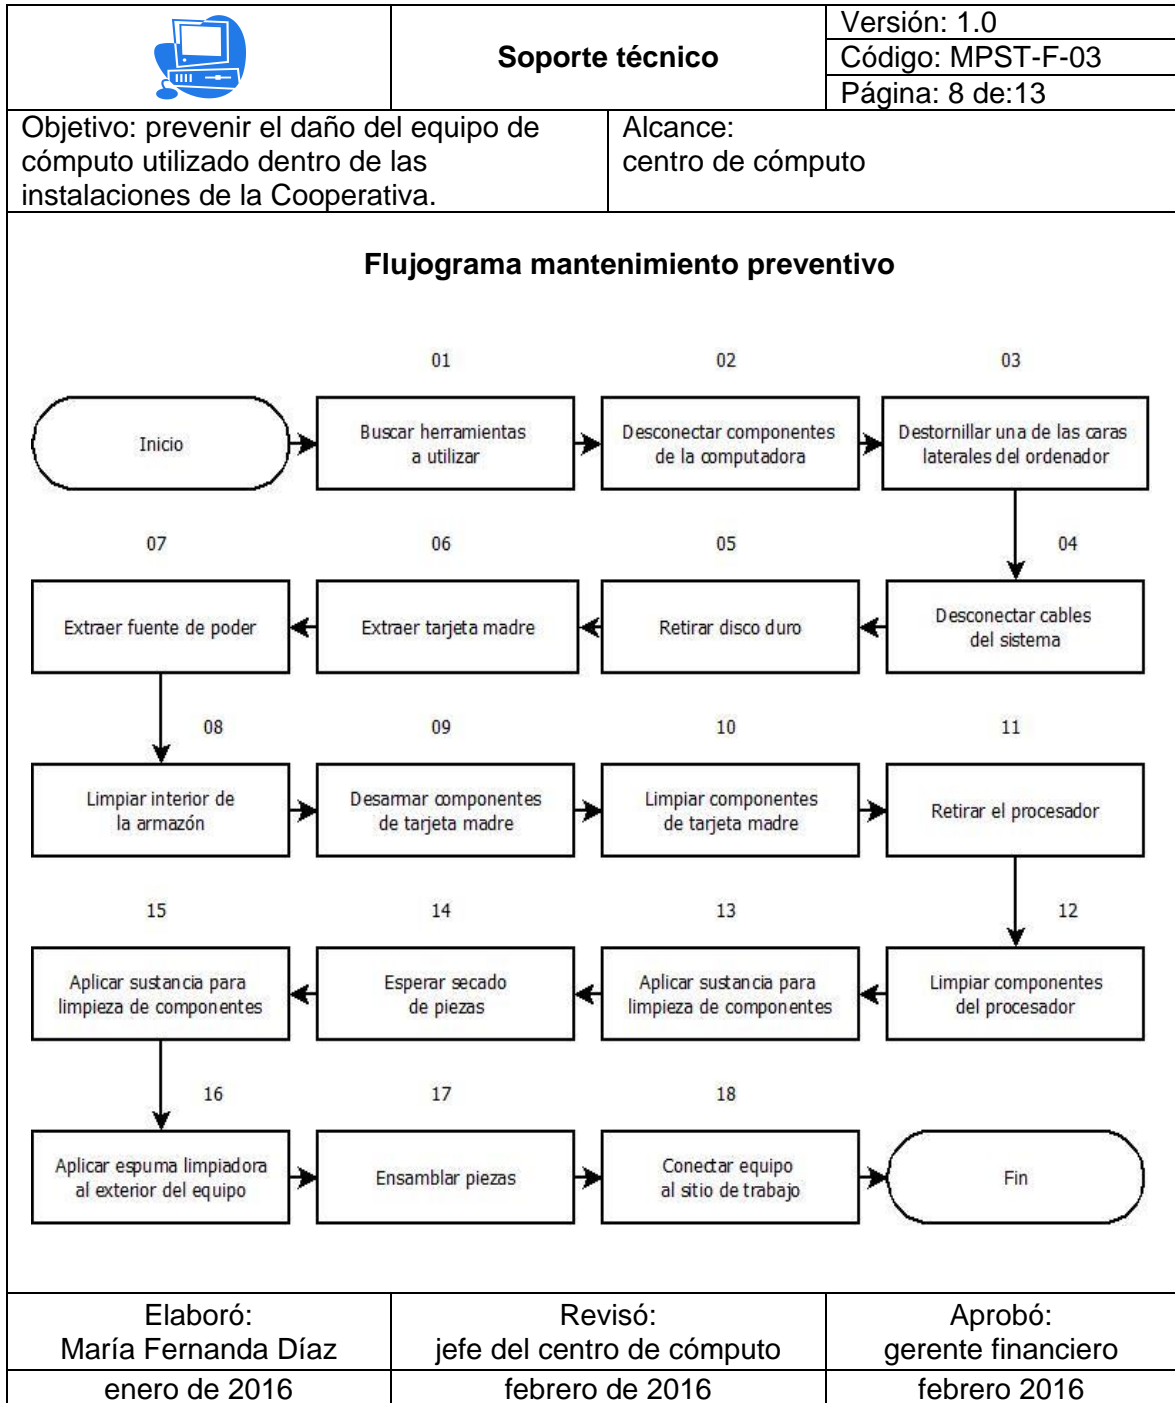 Soporte técnico
Versión: 1.0
Código: MPST-F-03
Página: 8 de:13
Objetivo: prevenir el daño del equipo de
cómputo utilizado dentro de las
instalaciones de la Cooperativa.
Alcance:
centro de cómputo
Flujograma mantenimiento preventivo
Inicio
01
Buscar herramientas
a utilizar
02
Desconectar componentes
de la computadora
03
Destornillar una de las caras
laterales del ordenador
04
Desconectar cables
del sistema
05
Retirar disco duro
06
Extraer tarjeta madre
07
Extraer fuente de poder
08
Limpiar interior de
la armazón
09
Desarmar componentes
de tarjeta madre
10
Limpiar componentes
de tarjeta madre
11
Retirar el procesador
12
Limpiar componentes
del procesador
13
Aplicar sustancia para
limpieza de componentes
14
Esperar secado
de piezas
15
Aplicar sustancia para
limpieza de componentes
16
Aplicar espuma limpiadora
al exterior del equipo
17
Ensamblar piezas
18
Conectar equipo
al sitio de trabajo
Fin
Elaboró:
María Fernanda Díaz
Revisó:
jefe del centro de cómputo
Aprobó:
gerente financiero
enero de 2016
febrero de 2016
febrero 2016